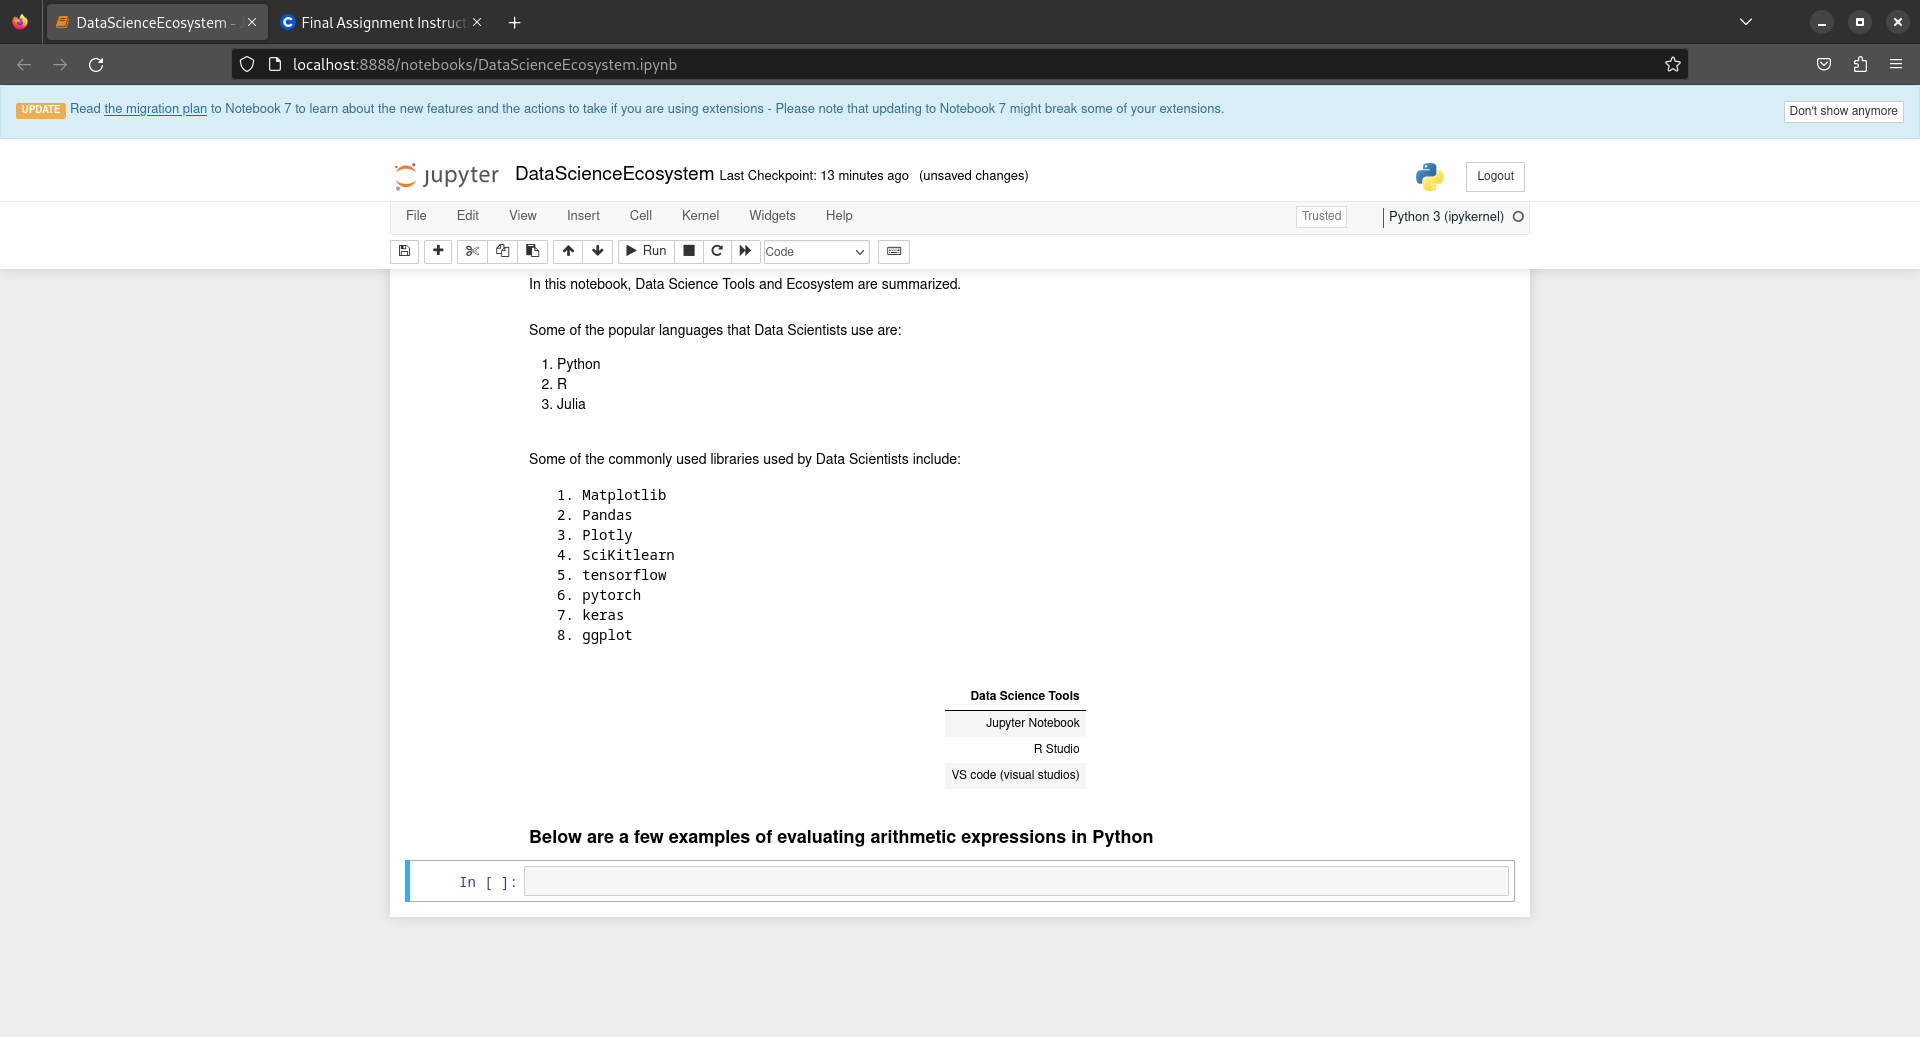 DataScienceEcosystem -
Final Assignment Instruct
localhost:8888/notebooks/DataScienceEcosystem.ipynb
UPDATE Read the migration plan to Notebook 7 to learn about the new features and the actions to take if you are using extensions - Please note that updating to Notebook 7 might break some of your extensions.
Don't show anymore
jupyter DataScienceEcosystem Last Checkpoint: 13 minutes ago (unsaved changes)
Logout
File Edit View Insert Cell Kernel Widgets Help
Trusted
Python 3 (ipykernel)
Run
Code
In this notebook, Data Science Tools and Ecosystem are summarized.
Some of the popular languages that Data Scientists use are:
1. Python
2. R
3. Julia
Some of the commonly used libraries used by Data Scientists include:
1. Matplotlib
2. Pandas
3. Plotly
4. SciKitlearn
5. tensorflow
6. pytorch
7. keras
8. ggplot
Data Science Tools
Jupyter Notebook
R Studio
VS code (visual studios)
Below are a few examples of evaluating arithmetic expressions in Python
In [ ]: